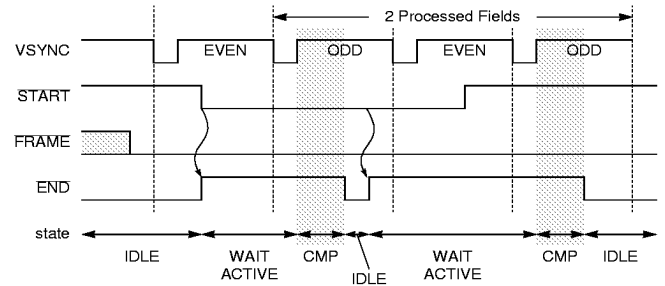 2 Processed Fields
VSYNC EVEN ODD EVEN ODD
START
FRAME
END
state
IDLE WAIT ACTIVE CMP IDLE WAIT ACTIVE CMP IDLE